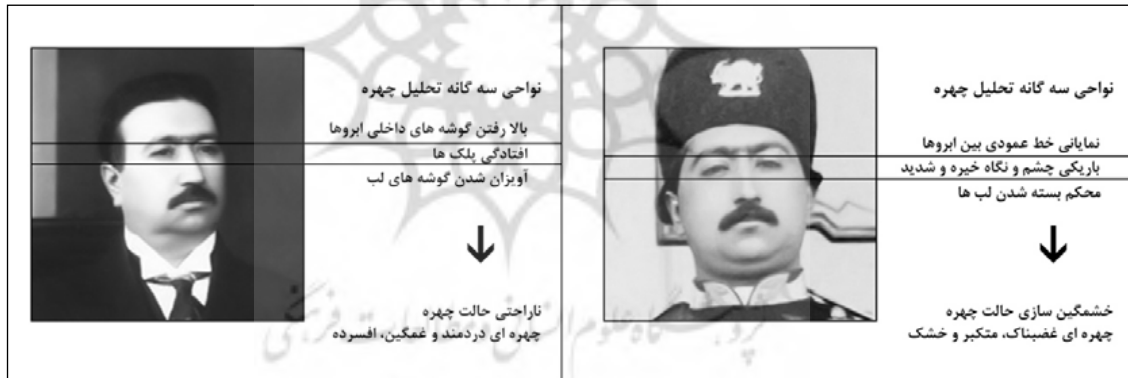 نواحی سه گانه تحلیل چهره
نمایانی خط عمودی بین ابروها
باریکی چشم و نگاه خیره و شدید
محکم بسته شدن لب ها
خشمگین سازی حالت چهره
چهره ای غضبناک، متکبر و خشک
نواحی سه گانه تحلیل چهره
بالا رفتن گوشه های داخلی ابروها
افتادگی پلک ها
آویزان شدن گوشه های لب
ناراحتی حالت چهره
چهره ای دردمند و غمگین، افسرده